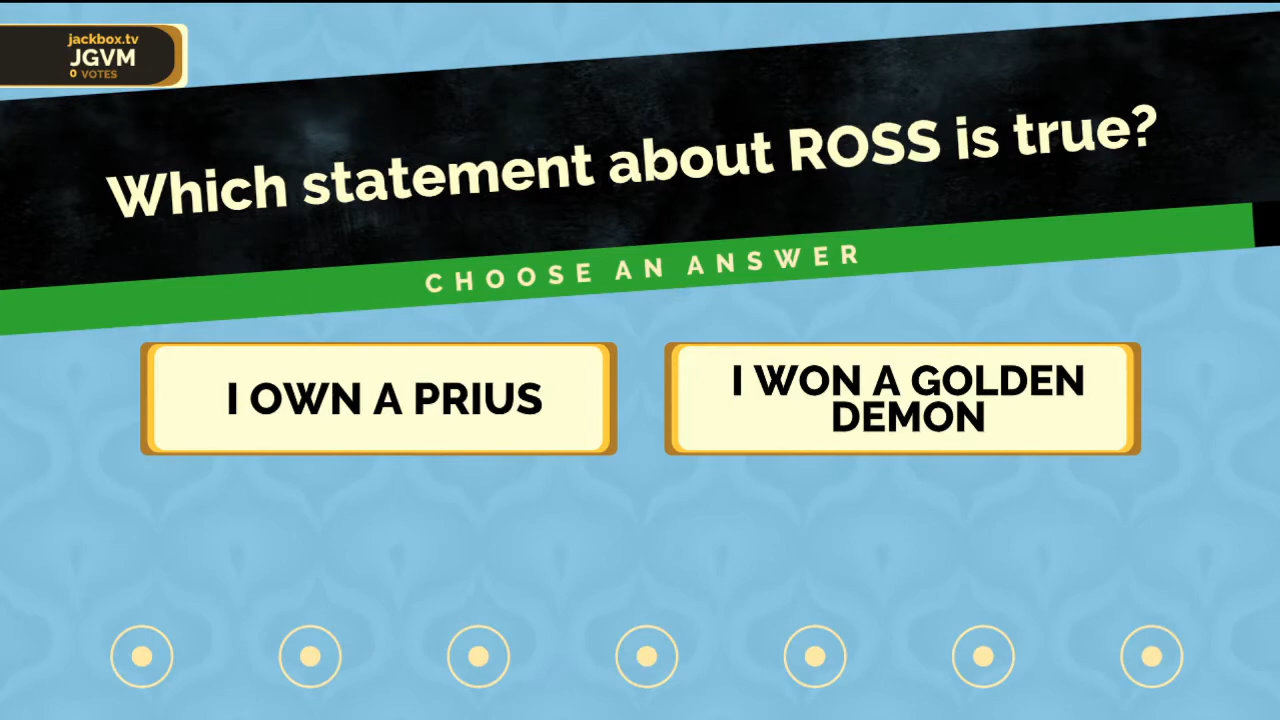 jackbox.tv
JGVM
0 VOTES
Which statement about ROSS is true?
CHOOSE AN ANSWER
I OWN A PRIUS
I WON A GOLDEN
DEMON